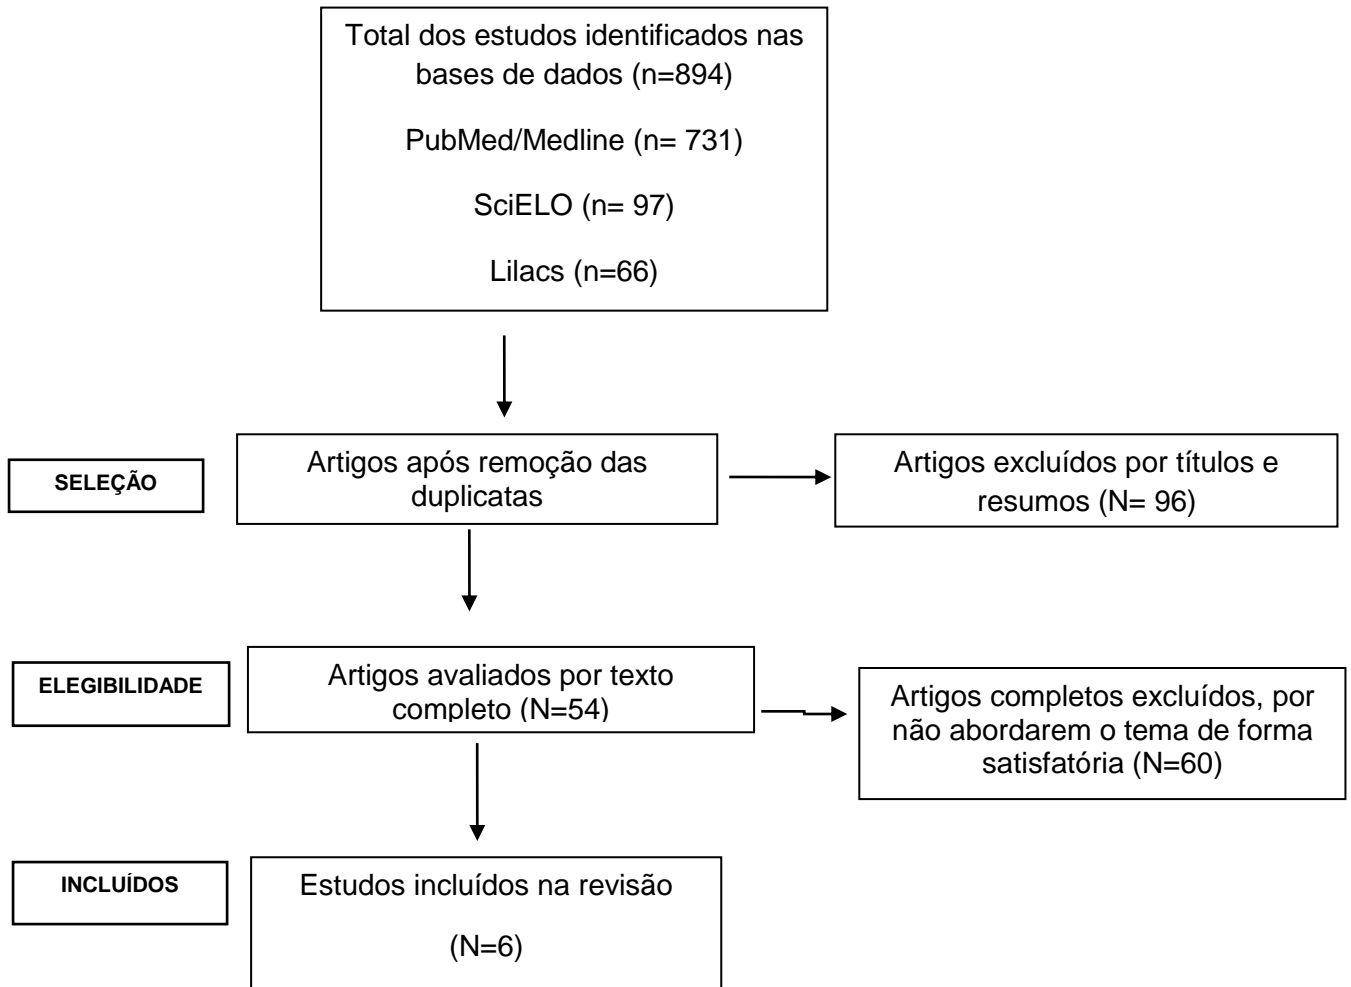 Total dos estudos identificados nas
bases de dados (n=894)
PubMed/Medline (n= 731)
SciELO (n= 97)
Lilacs (n=66)
SELEÇÃO
Artigos após remoção das
duplicatas
Artigos excluídos por títulos e
resumos (N= 96)
ELEGIBILIDADE
Artigos avaliados por texto
completo (N=54)
Artigos completos excluídos, por
não abordarem o tema de forma
satisfatória (N=60)
INCLUÍDOS
Estudos incluídos na revisão
(N=6)